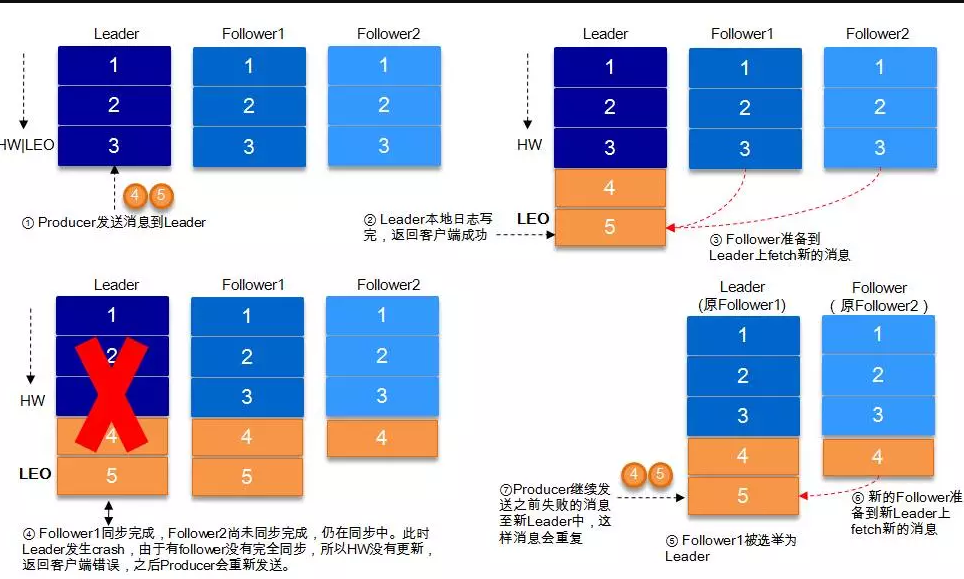 Leader Follower1 Follower2
1 1 1
2 2 2
HW|LEO 3 3 3
4 5
① Producer发送消息到Leader
Leader Follower1 Follower2
1 1 1
2 2 2
HW 3 3 3
4
LEO 5
② Leader本地日志写
完，返回客户端成功
③ Follower准备到
Leader上fetch新的消息
Leader Follower1 Follower2
1 1 1
2 2 2
HW 3 3
4 4 4
LEO 5 5
④ Follower1同步完成，Follower2尚未同步完成，仍在同步中。此时
Leader发生crash，由于有follower没有完全同步，所以HW没有更新，
返回客户端错误，之后Producer会重新发送。
Leader Follower
(原Follower1) （原Follower2）
1 1
2 2
3 3
4 4
5
4 5
⑦Producer继续发
送之前失败的消息
至新Leader中，这
样消息会重复
⑤ Follower1被选举为
Leader
⑥ 新的Follower准
备到新Leader上
fetch新的消息